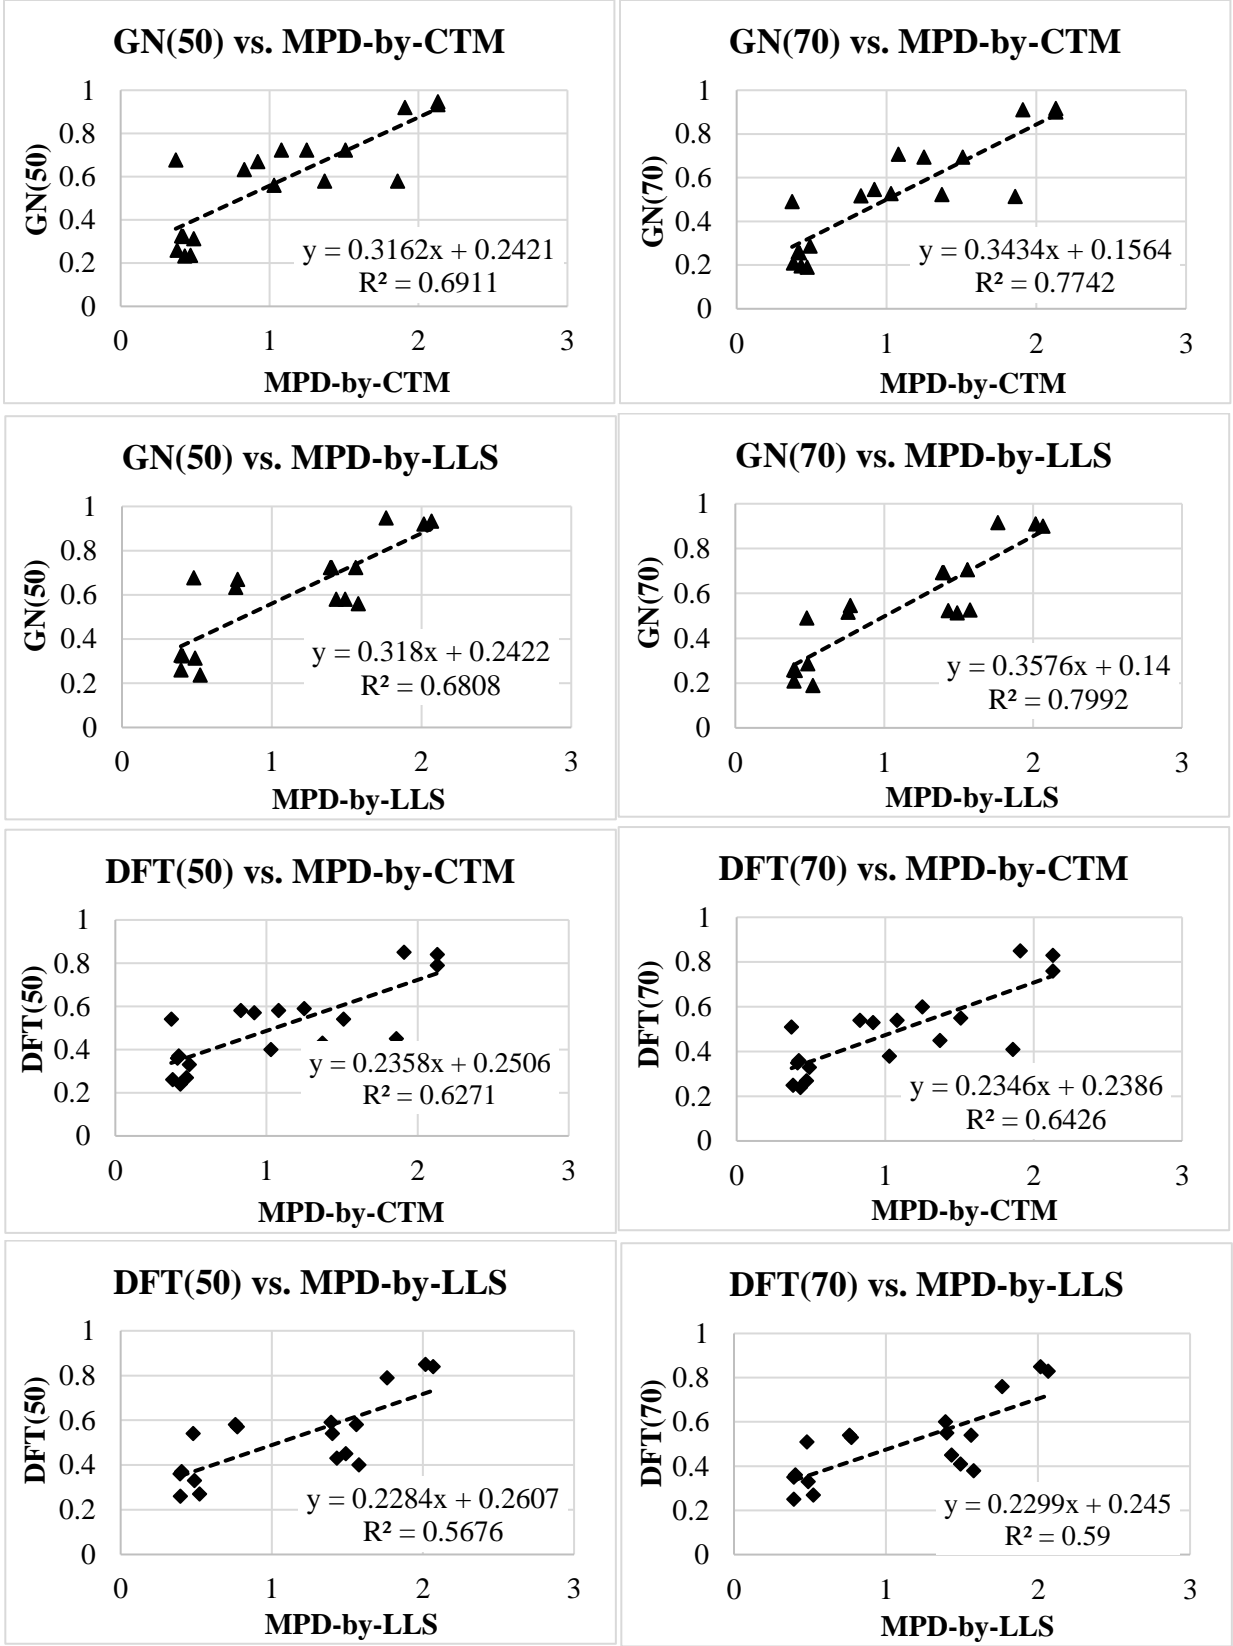 GN(50) vs. MPD-by-CTM
1
0.8
0.6
0.4
0.2
0
GN(50)
y = 0.3162x + 0.2421
R² = 0.6911
0 1 2 3
MPD-by-CTM
GN(70) vs. MPD-by-CTM
1
0.8
0.6
0.4
0.2
0
GN(70)
y = 0.3434x + 0.1564
R² = 0.7742
0 1 2 3
MPD-by-CTM
GN(50) vs. MPD-by-LLS
1
0.8
0.6
0.4
0.2
0
GN(50)
y = 0.318x + 0.2422
R² = 0.6808
0 1 2 3
MPD-by-LLS
GN(70) vs. MPD-by-LLS
1
0.8
0.6
0.4
0.2
0
GN(70)
y = 0.3576x + 0.14
R² = 0.7992
0 1 2 3
MPD-by-LLS
DFT(50) vs. MPD-by-CTM
1
0.8
0.6
0.4
0.2
0
DFT(50)
y = 0.2358x + 0.2506
R² = 0.6271
0 1 2 3
MPD-by-CTM
DFT(70) vs. MPD-by-CTM
1
0.8
0.6
0.4
0.2
0
DFT(70)
y = 0.2346x + 0.2386
R² = 0.6426
0 1 2 3
MPD-by-CTM
DFT(50) vs. MPD-by-LLS
1
0.8
0.6
0.4
0.2
0
DFT(50)
y = 0.2284x + 0.2607
R² = 0.5676
0 1 2 3
MPD-by-LLS
DFT(70) vs. MPD-by-LLS
1
0.8
0.6
0.4
0.2
0
DFT(70)
y = 0.2299x + 0.245
R² = 0.59
0 1 2 3
MPD-by-LLS